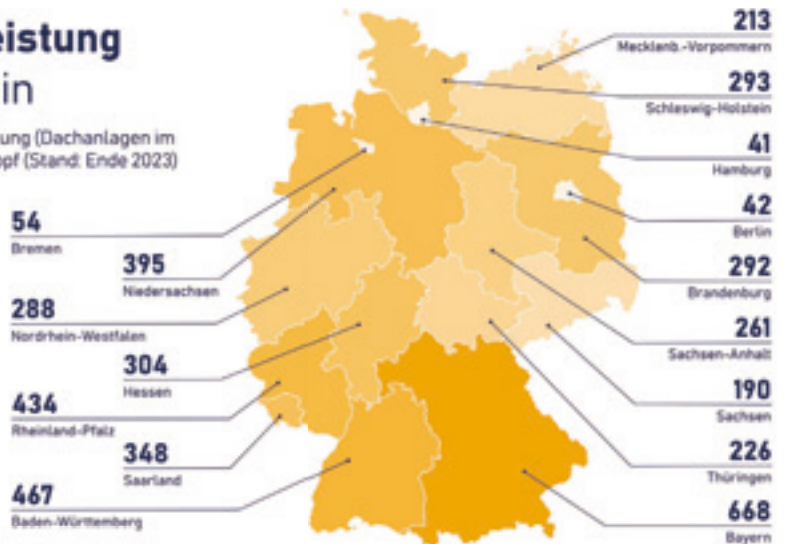 eistung
in
ung (Dachanlagen im
opf (Stand: Ende 2023)
54
Bremen
395
Niedersachsen
288
Nordrhein-Westfalen
304
Hessen
434
Rheinland-Pfalz
348
Saarland
467
Baden-Württemberg
213
Mecklenb.-Vorpommern
293
Schleswig-Holstein
41
Hamburg
42
Berlin
292
Brandenburg
261
Sachsen-Anhalt
190
Sachsen
226
Thüringen
668
Bayern